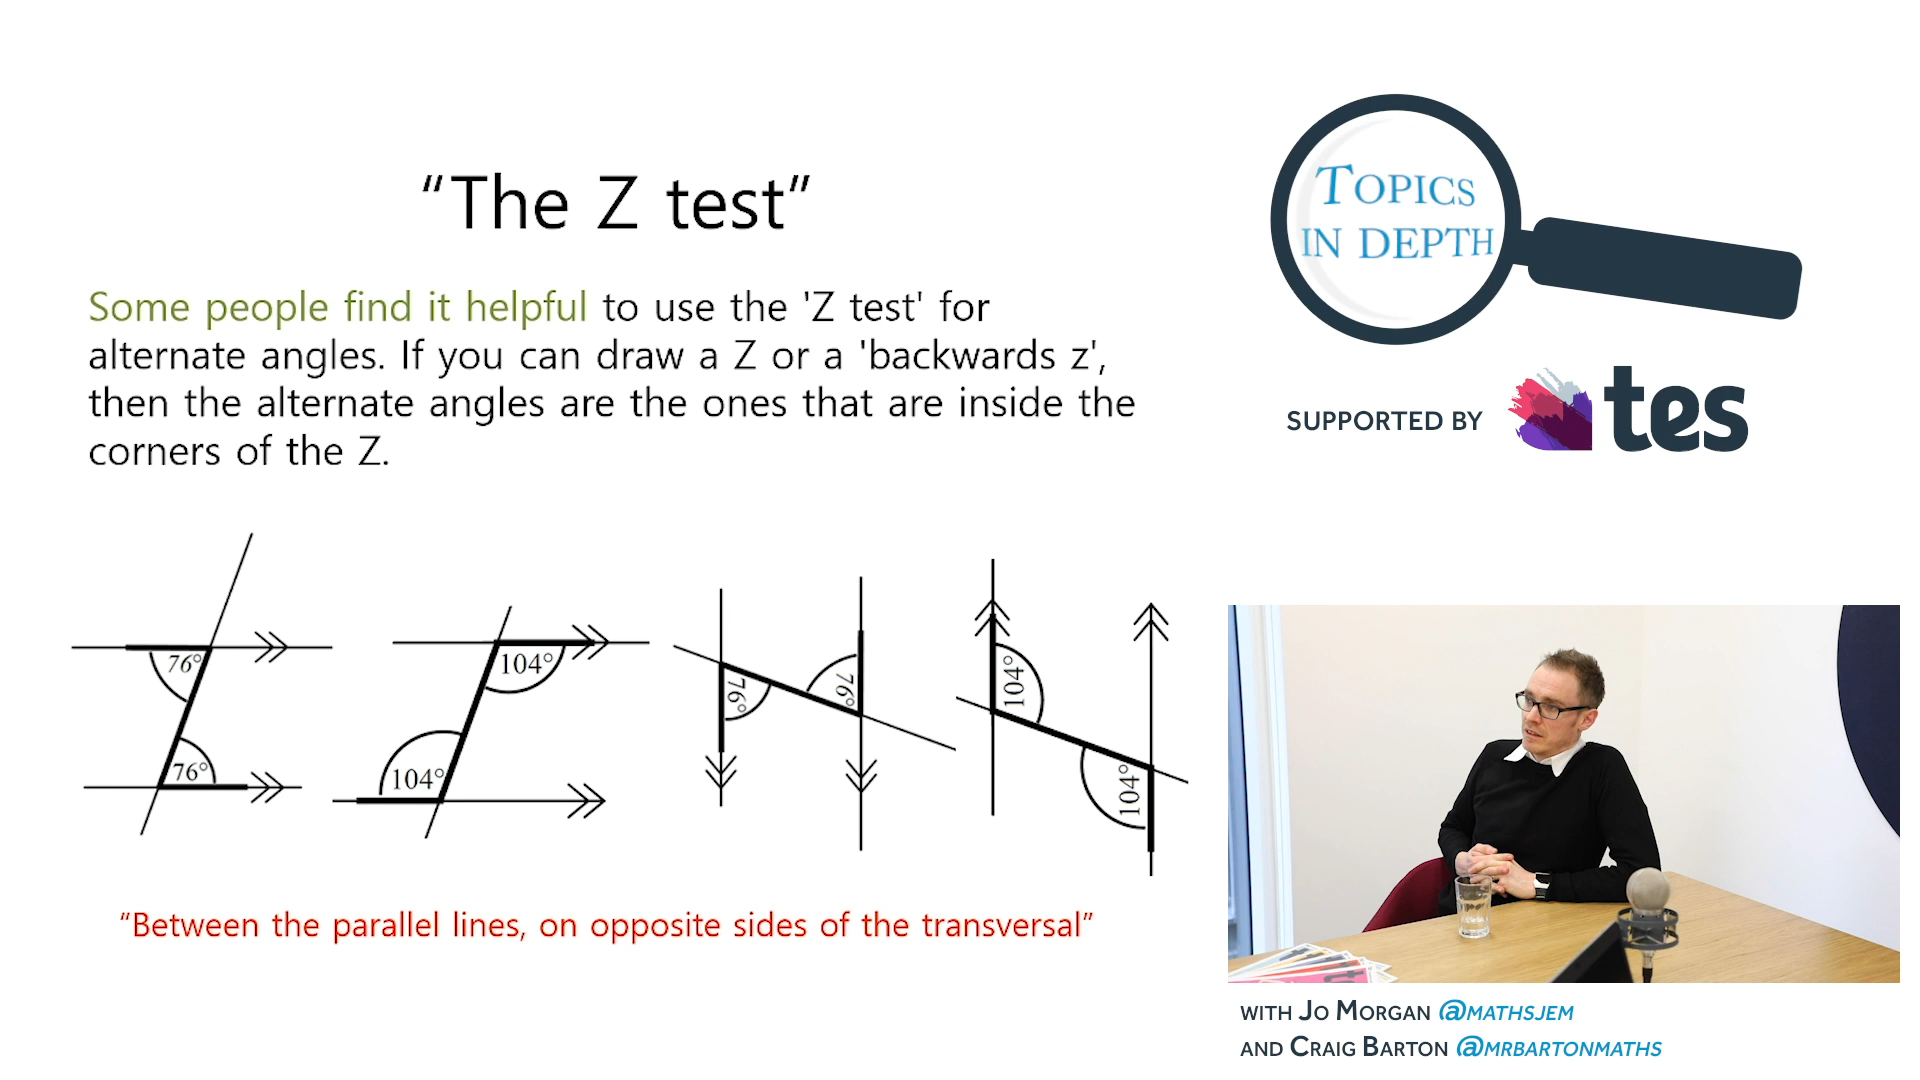 “The Z test”
Some people find it helpful to use the 'Z test' for
alternate angles. If you can draw a Z or a 'backwards z',
then the alternate angles are the ones that are inside the
corners of the Z.
76°
76°
104°
104°
76°
76°
104°
104°
“Between the parallel lines, on opposite sides of the transversal”
TOPICS
IN DEPTH
SUPPORTED BY tes
WITH JO MORGAN @MATHSJEM
AND CRAIG BARTON @MRBARTONMATHS